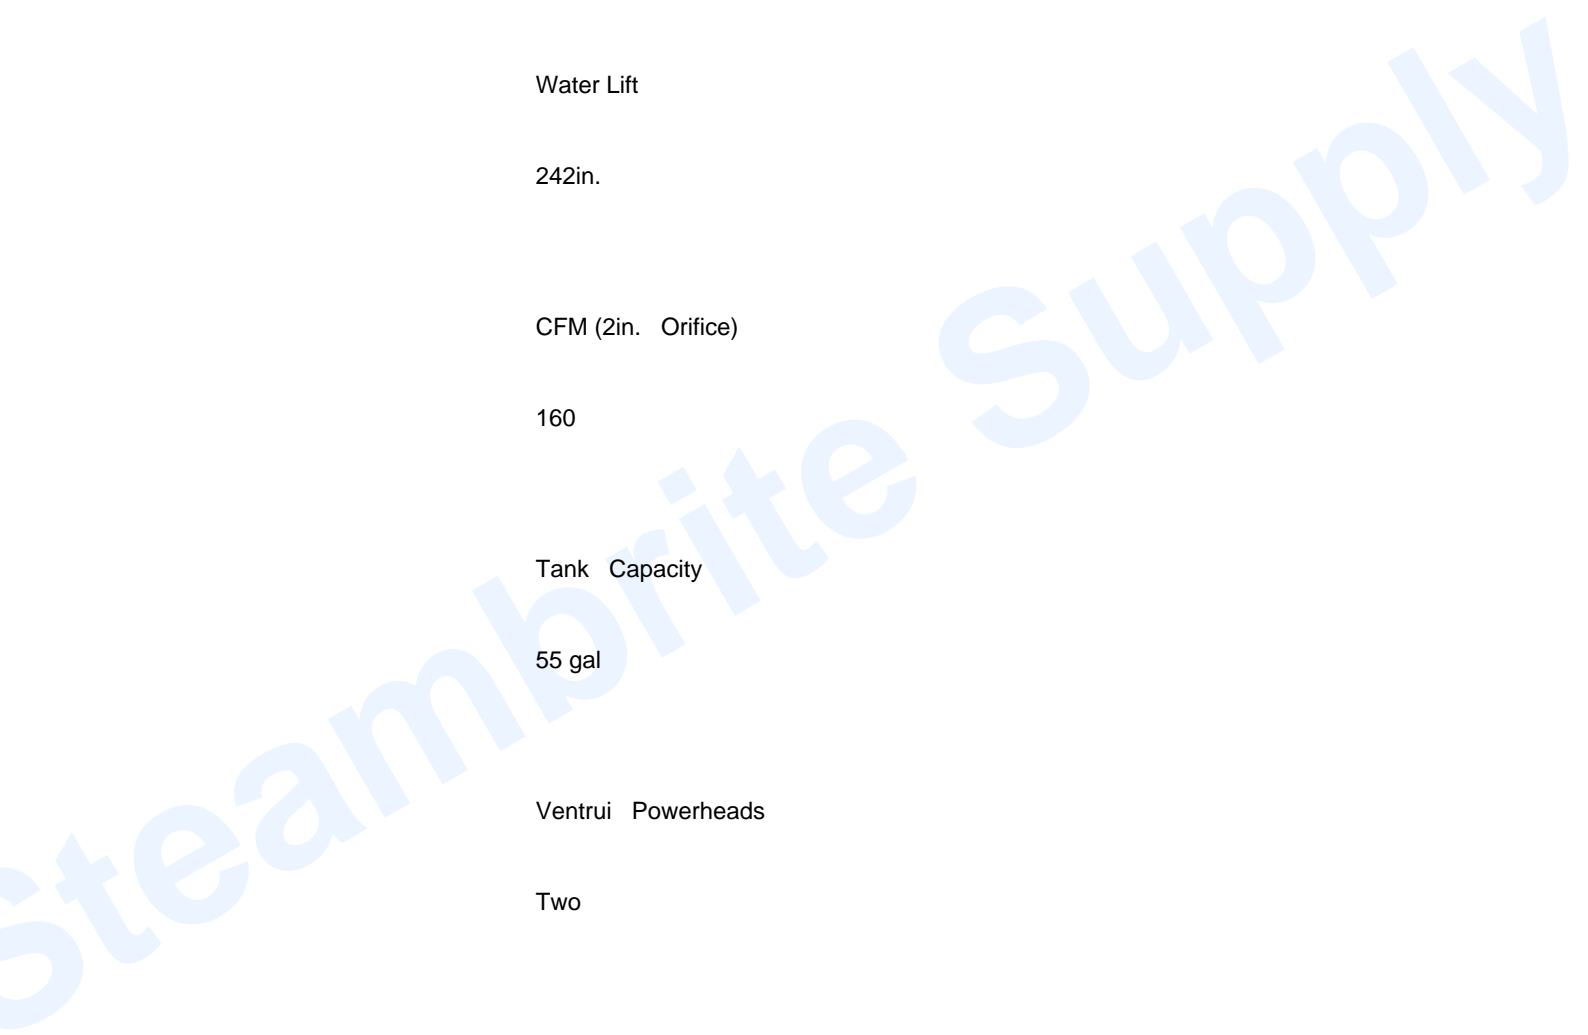 Water Lift
242in.
CFM (2in. Orifice)
160
Tank Capacity
55 gal
Ventrui Powerheads
Two
Steambrite Supply